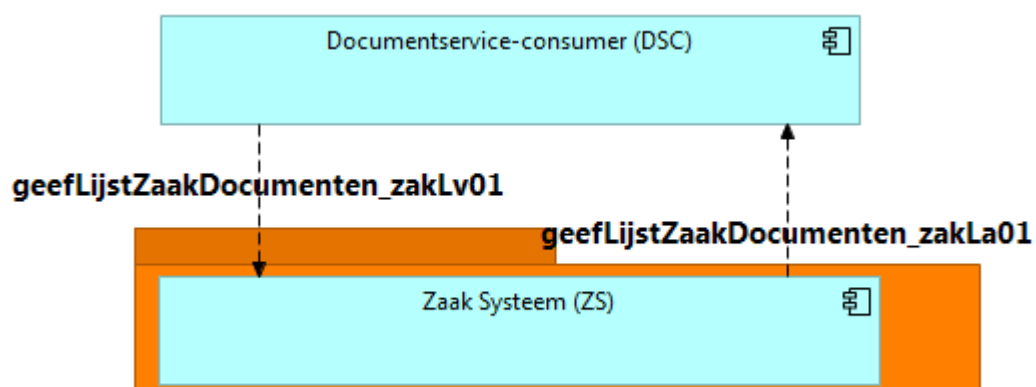 Documentservice-consumer (DSC)
geefLijstZaakDocumenten_zakLv01
geefLijstZaakDocumenten_zakLa01
Zaak Systeem (ZS)